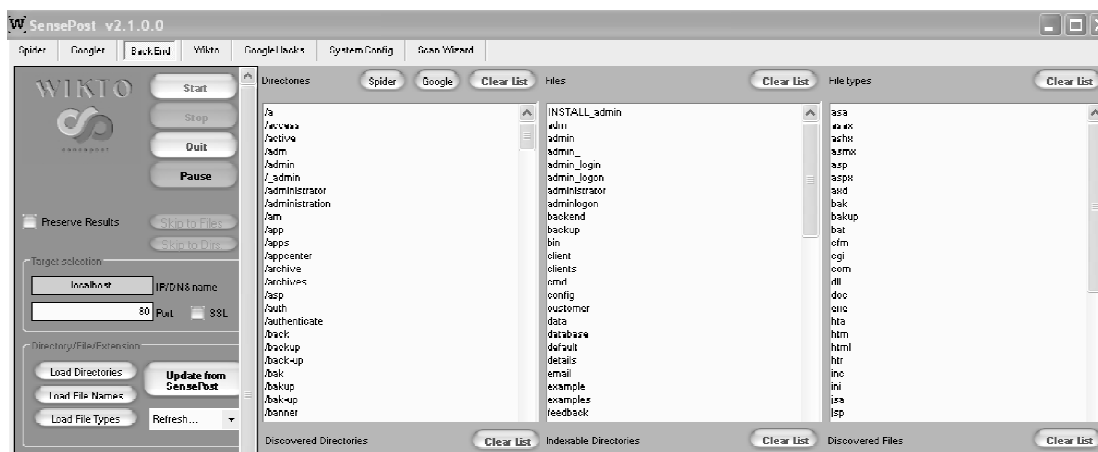 SensePost v2.1.0.0
Spider Googler BackEnd Wikto GoogleHacks SystemConfig Scan Wizard
WIKTO
SENSEPOST
Start
Stop
Quit
Pause
Preserve Results
Skip to Files
Skip to Dirs
Target selection
localhost IP/DNS name
80 Port SSL
Directory/File/Extension
Load Directories
Load File Names
Load File Types
Update from
SensePost
Refresh...
Directories Spider Google Clear List
/a
/access
/active
/adm
/admin
/_admin
/administrator
/administration
/am
/app
/apps
/appcenter
/archive
/archives
/asp
/auth
/authenticate
/back
/backup
/back-up
/bak
/bakup
/bak-up
/banner
Files Clear List
INSTALL_admin
adm
admin
admin_
admin_login
admin_logon
administrator
adminlogon
backend
backup
bin
client
clients
cmd
config
customer
data
database
default
details
email
example
examples
feedback
File types Clear List
asa
asax
ashx
asmx
asp
aspx
axd
bak
bakup
bat
cfm
cgi
com
dll
doc
exe
hta
htm
html
htr
inc
ini
jsa
jsp
Discovered Directories Clear List
Indexable Directories Clear List
Discovered Files Clear List